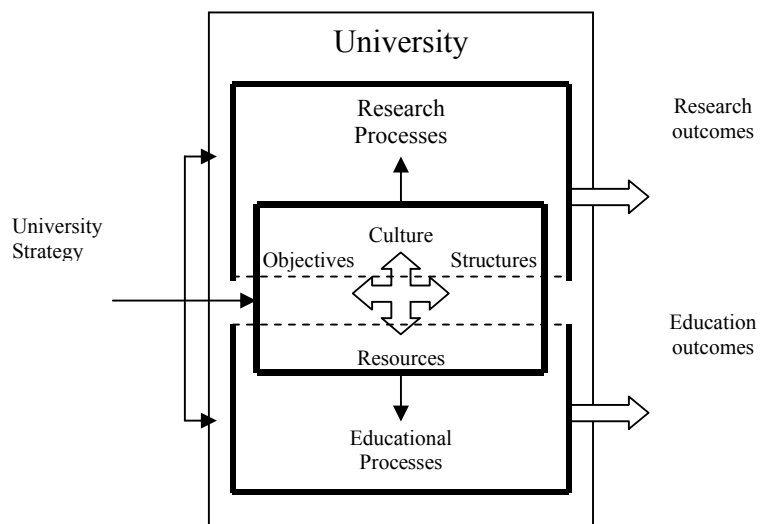 University
Research
Processes
Research
outcomes
University
Strategy
Culture
Objectives
Structures
Education
outcomes
Resources
Educational
Processes